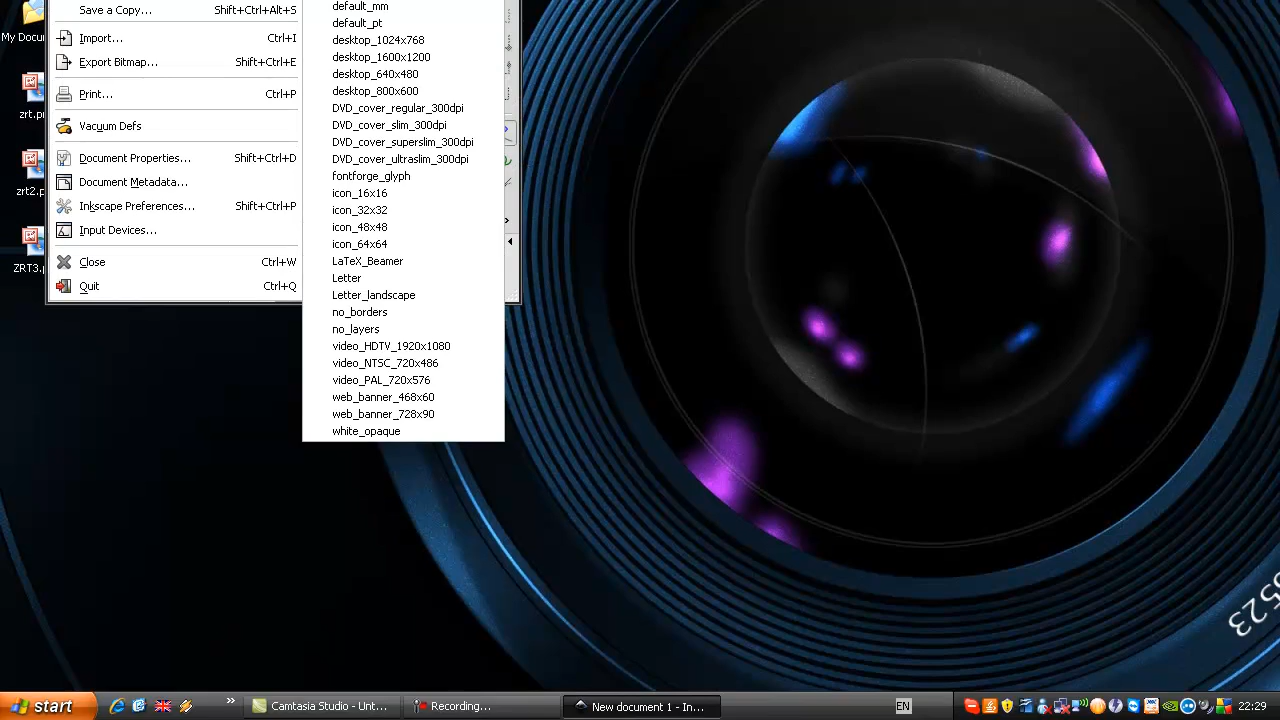 My Docu
zrt.p
zrt2.p
ZRT3.p
Save a Copy... Shift+Ctrl+Alt+S
Import... Ctrl+I
Export Bitmap... Shift+Ctrl+E
Print... Ctrl+P
Vacuum Defs
Document Properties... Shift+Ctrl+D
Document Metadata...
Inkscape Preferences... Shift+Ctrl+P
Input Devices...
Close Ctrl+W
Quit Ctrl+Q
default_mm
default_pt
desktop_1024x768
desktop_1600x1200
desktop_640x480
desktop_800x600
DVD_cover_regular_300dpi
DVD_cover_slim_300dpi
DVD_cover_superslim_300dpi
DVD_cover_ultraslim_300dpi
fontforge_glyph
icon_16x16
icon_32x32
icon_48x48
icon_64x64
LaTeX_Beamer
Letter
Letter_landscape
no_borders
no_layers
video_HDTV_1920x1080
video_NTSC_720x486
video_PAL_720x576
web_banner_468x60
web_banner_728x90
white_opaque
5523
start
Camtasia Studio - Unt...
Recording...
New document 1 - In...
EN
22:29